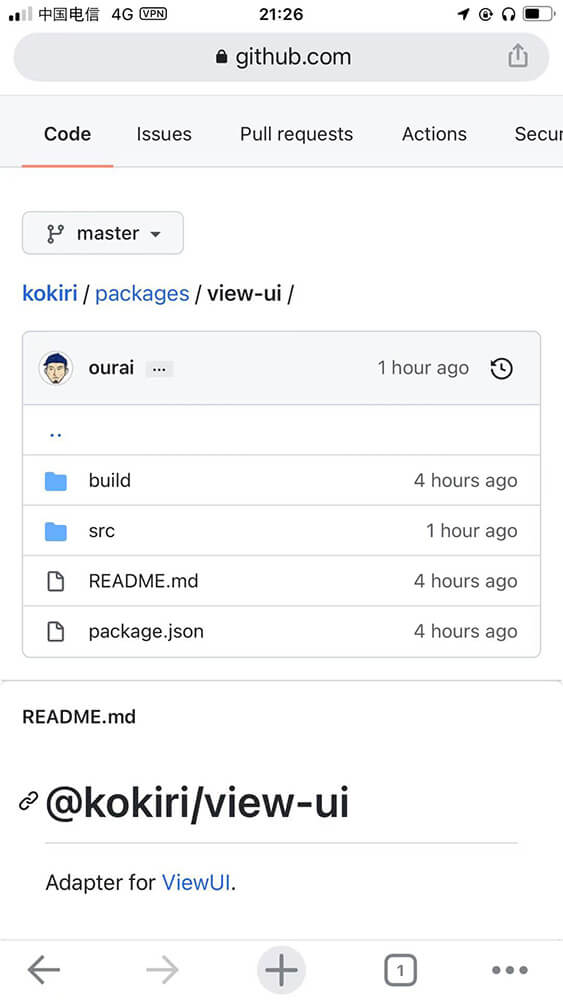 中国电信 4G VPN 21:26
github.com
Code Issues Pull requests Actions Secur
master
kokiri / packages / view-ui /
ourai ... 1 hour ago
..
build 4 hours ago
src 1 hour ago
README.md 4 hours ago
package.json 4 hours ago
README.md
@kokiri/view-ui
Adapter for ViewUI.
1